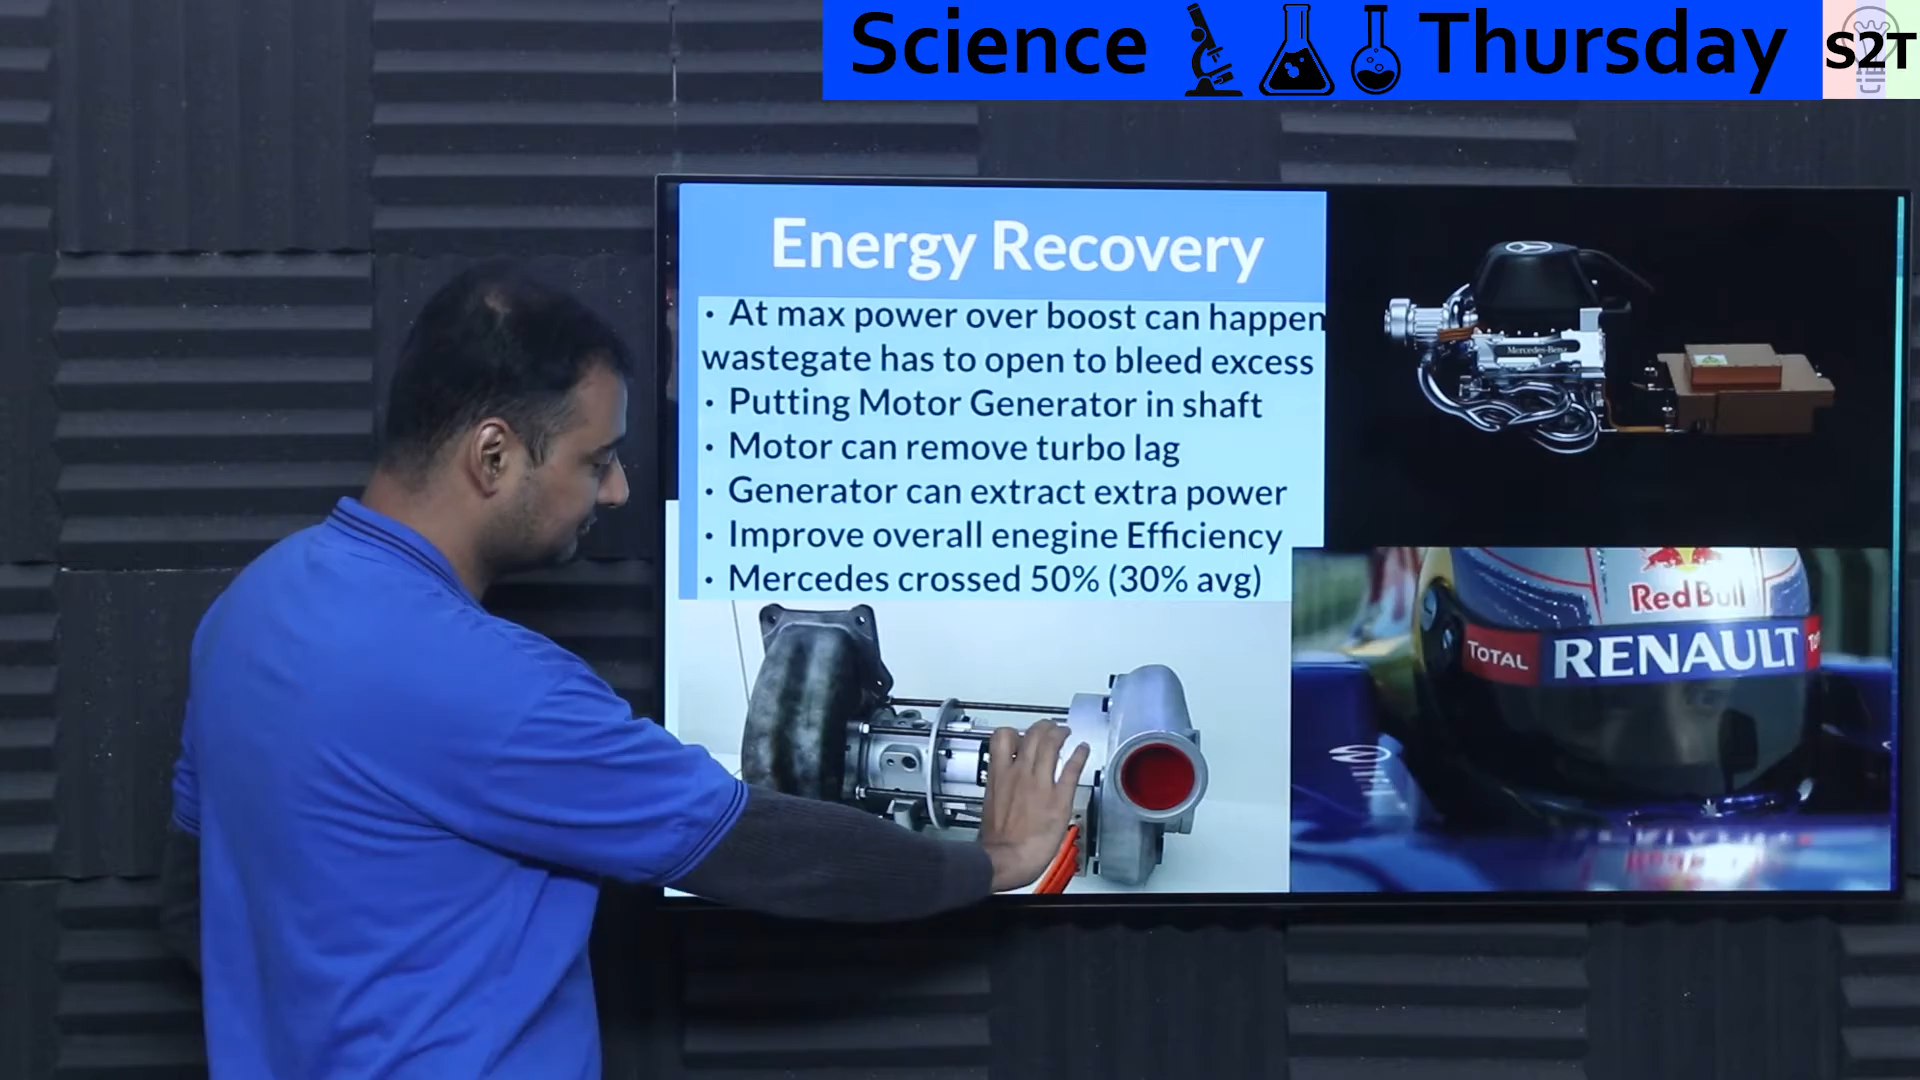 Science Thursday
S2T
Energy Recovery
· At max power over boost can happen
wastegate has to open to bleed excess
· Putting Motor Generator in shaft
· Motor can remove turbo lag
· Generator can extract extra power
· Improve overall enegine Efficiency
· Mercedes crossed 50% (30% avg)
Mercedes-Benz
Red Bull
TOTAL RENAULT